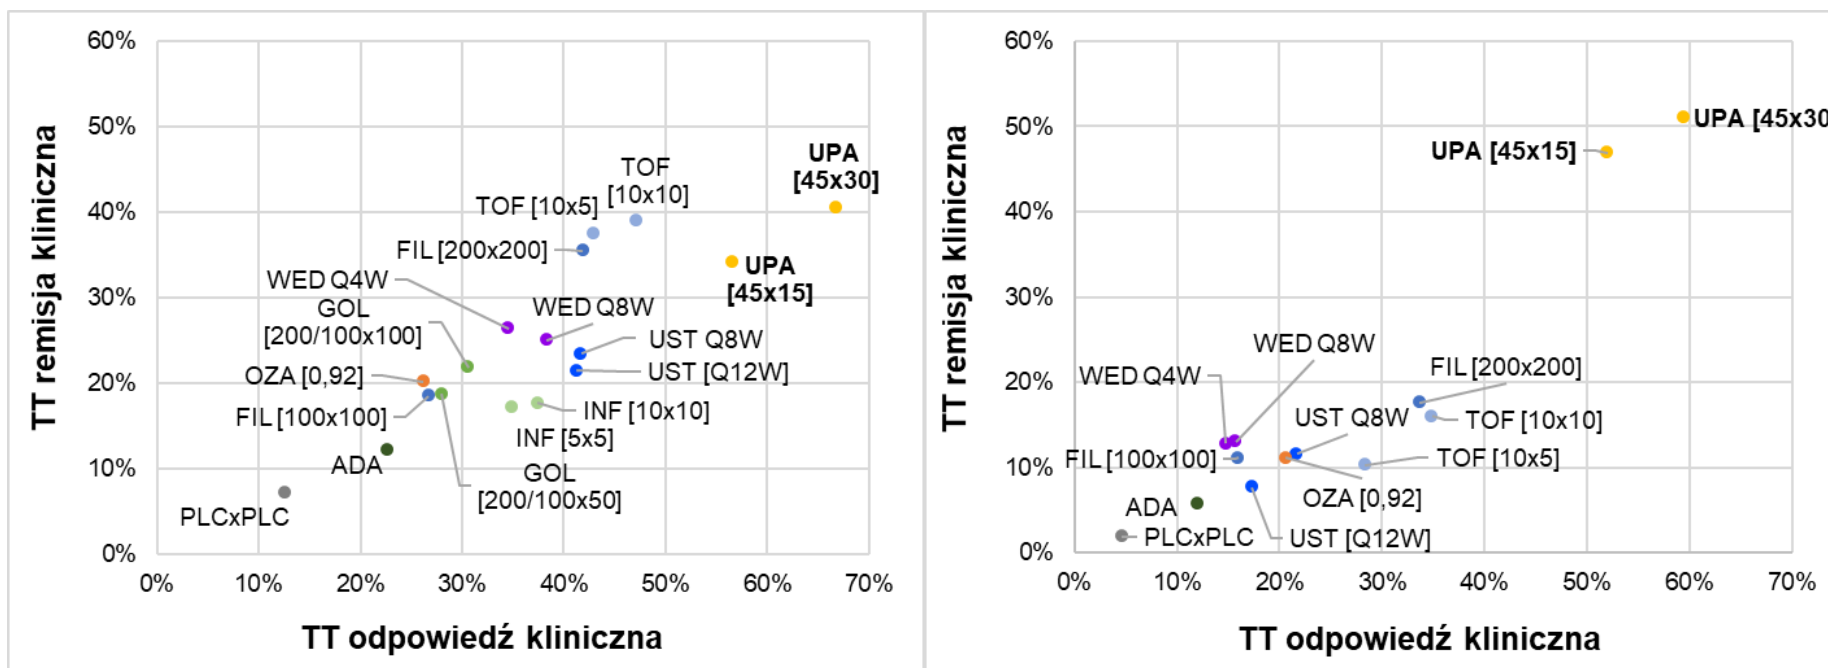 60%
50%
40%
30%
20%
10%
0%
TT remisja kliniczna
UPA
[45x30]
TOF
[10x10]
TOF [10x5]
FIL [200x200]
UPA
[45x15]
WED Q4W
WED Q8W
GOL
[200/100x100]
UST Q8W
UST [Q12W]
OZA [0,92]
FIL [100x100]
INF [10x10]
INF [5x5]
ADA
GOL
[200/100x50]
PLCxPLC
0% 10% 20% 30% 40% 50% 60% 70%
TT odpowiedź kliniczna
60%
50%
40%
30%
20%
10%
0%
TT remisja kliniczna
UPA [45x30
UPA [45x15]
WED Q8W
WED Q4W
FIL [200x200]
UST Q8W
TOF [10x10]
FIL [100x100]
TOF [10x5]
OZA [0,92]
ADA
PLCxPLC
UST [Q12W]
0% 10% 20% 30% 40% 50% 60% 70%
TT odpowiedź kliniczna